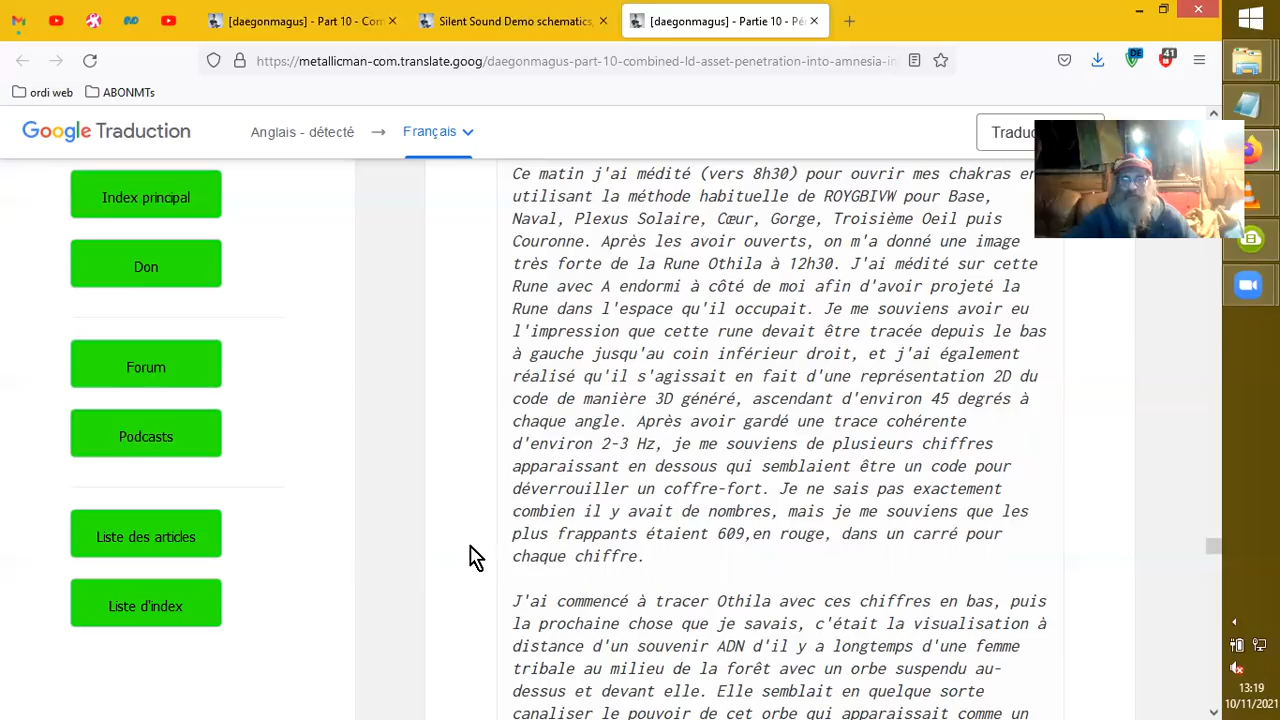 [daegonmagus] - Part 10 - Com
Silent Sound Demo schematics,
[daegonmagus] - Partie 10 - Pé
https://metallicman-com.translate.goog/daegonmagus-part-10-combined-ld-asset-penetration-into-amnesia-in
DE
41
ordi web
ABONMTs
Google Traduction
Anglais - détecté
Français
Traduc
Index principal
Don
Forum
Podcasts
Liste des articles
Liste d'index
Ce matin j'ai médité (vers 8h30) pour ouvrir mes chakras en
utilisant la méthode habituelle de ROYGBIVW pour Base,
Naval, Plexus Solaire, Cœur, Gorge, Troisième Oeil puis
Couronne. Après les avoir ouverts, on m'a donné une image
très forte de la Rune Othila à 12h30. J'ai médité sur cette
Rune avec A endormi à côté de moi afin d'avoir projeté la
Rune dans l'espace qu'il occupait. Je me souviens avoir eu
l'impression que cette rune devait être tracée depuis le bas
à gauche jusqu'au coin inférieur droit, et j'ai également
réalisé qu'il s'agissait en fait d'une représentation 2D du
code de manière 3D généré, ascendant d'environ 45 degrés à
chaque angle. Après avoir gardé une trace cohérente
d'environ 2-3 Hz, je me souviens de plusieurs chiffres
apparaissant en dessous qui semblaient être un code pour
déverrouiller un coffre-fort. Je ne sais pas exactement
combien il y avait de nombres, mais je me souviens que les
plus frappants étaient 609,en rouge, dans un carré pour
chaque chiffre.
J'ai commencé à tracer Othila avec ces chiffres en bas, puis
la prochaine chose que je savais, c'était la visualisation à
distance d'un souvenir ADN d'il y a longtemps d'une femme
tribale au milieu de la forêt avec un orbe suspendu au-
dessus et devant elle. Elle semblait en quelque sorte
canaliser le pouvoir de cet orbe qui apparaissait comme un
13:19
10/11/2021